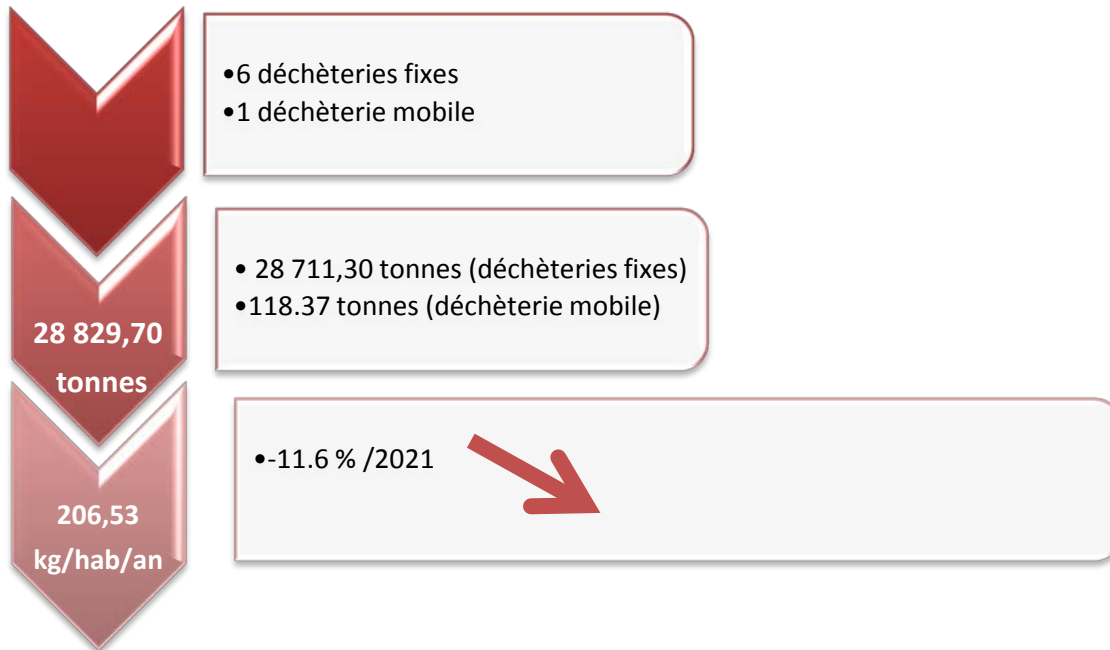 •6 déchèteries fixes
•1 déchèterie mobile
28 829,70
tonnes
• 28 711,30 tonnes (déchèteries fixes)
•118.37 tonnes (déchèterie mobile)
206,53
kg/hab/an
•-11.6 % /2021